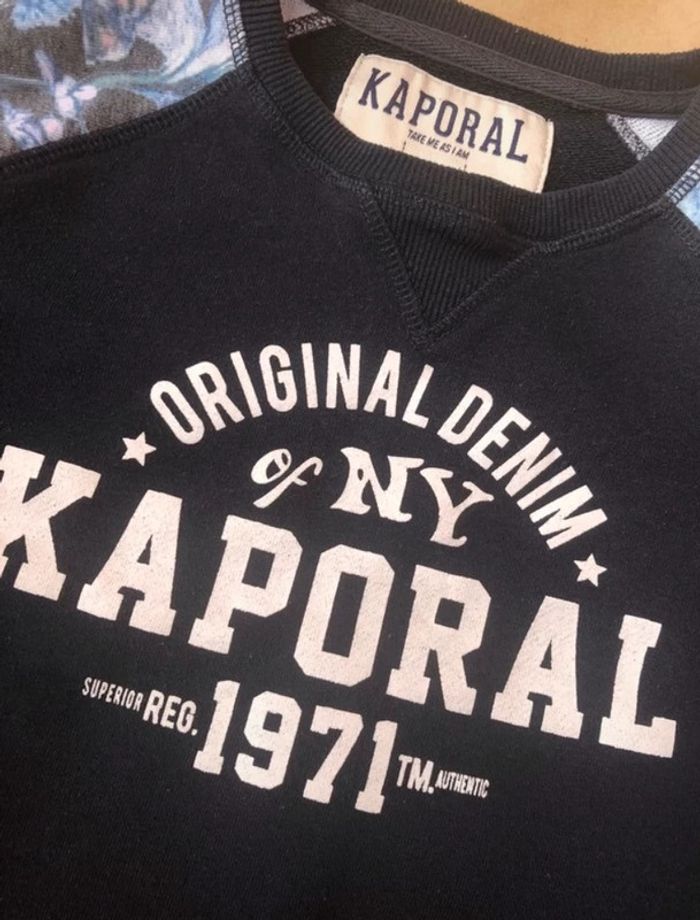 KAPORAL
TAKE ME AS I AM
ORIGINAL DENIM
of NY
KAPORAL
SUPERIOR REG. 1971 TM. AUTHENTIC